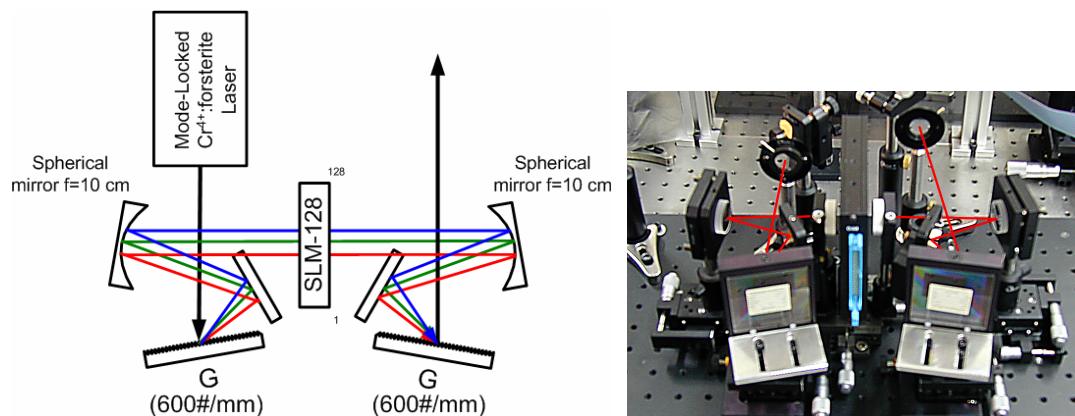 Mode-Locked
Cr4+:forsterite
Laser
Spherical
mirror f=10 cm
128
SLM-128
1
Spherical
mirror f=10 cm
G
(600#/mm)
G
(600#/mm)